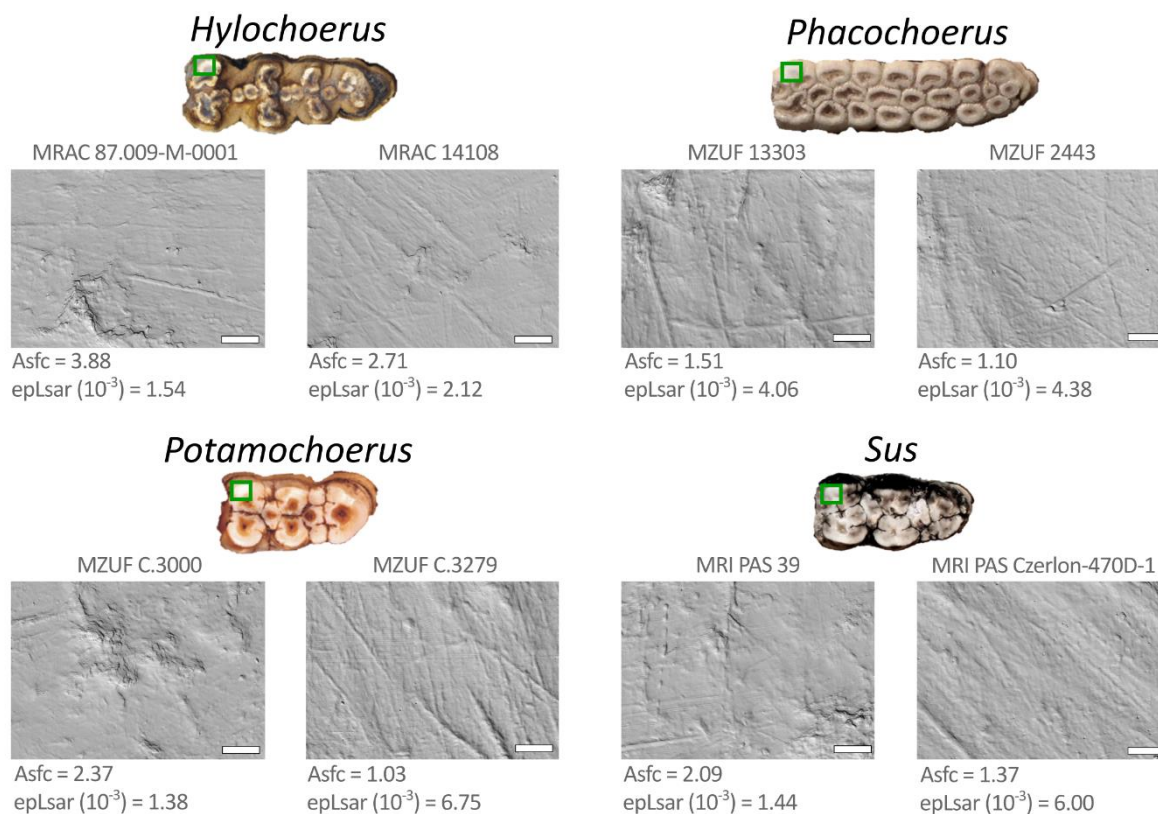 Hylochoerus
MRAC 87.009-M-0001
MRAC 14108
Asfc = 3.88
epLsar (10⁻³) = 1.54
Asfc = 2.71
epLsar (10⁻³) = 2.12
Phacochoerus
MZUF 13303
MZUF 2443
Asfc = 1.51
epLsar (10⁻³) = 4.06
Asfc = 1.10
epLsar (10⁻³) = 4.38
Potamochoerus
MZUF C.3000
MZUF C.3279
Asfc = 2.37
epLsar (10⁻³) = 1.38
Asfc = 1.03
epLsar (10⁻³) = 6.75
Sus
MRI PAS 39
MRI PAS Czerlon-470D-1
Asfc = 2.09
epLsar (10⁻³) = 1.44
Asfc = 1.37
epLsar (10⁻³) = 6.00